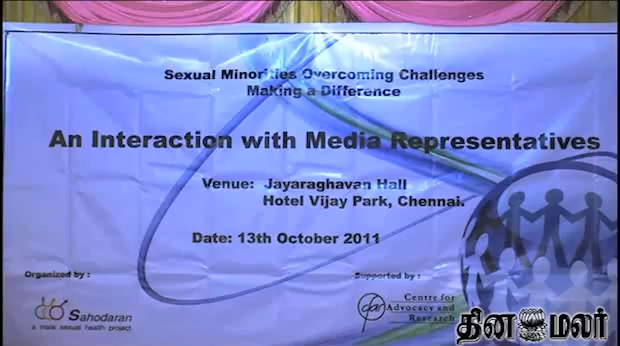 Sexual Minorities Overcoming Challenges
Making a Difference
An Interaction with Media Representatives
Venue: Jayaraghavan Hall
Hotel Vijay Park, Chennai.
Date: 13th October 2011
Organized by :
Sahodaran
a male sexual health project
Supported by :
car
Centre for
Advocacy and
Research
தினமலர்